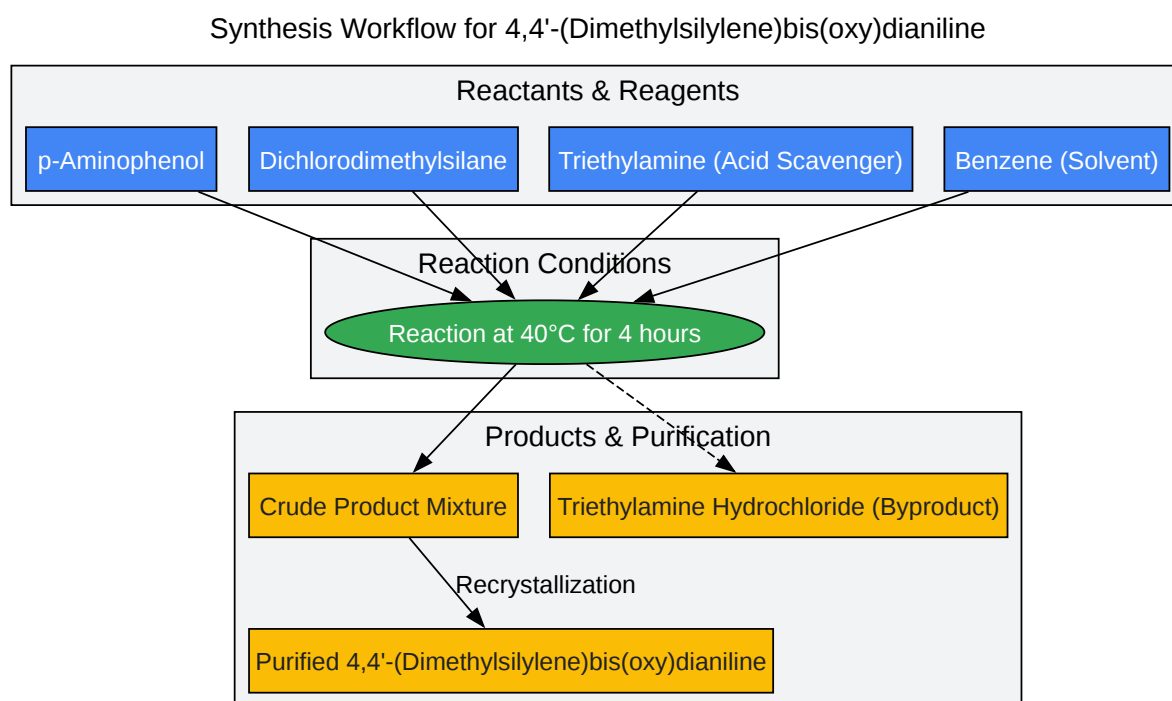 Synthesis Workflow for 4,4'-(Dimethylsilylene)bis(oxy)dianiline
Reactants & Reagents
p-Aminophenol
Dichlorodimethylsilane
Triethylamine (Acid Scavenger)
Benzene (Solvent)
Reaction Conditions
Reaction at 40°C for 4 hours
Products & Purification
Crude Product Mixture
Triethylamine Hydrochloride (Byproduct)
Recrystallization
Purified 4,4'-(Dimethylsilylene)bis(oxy)dianiline